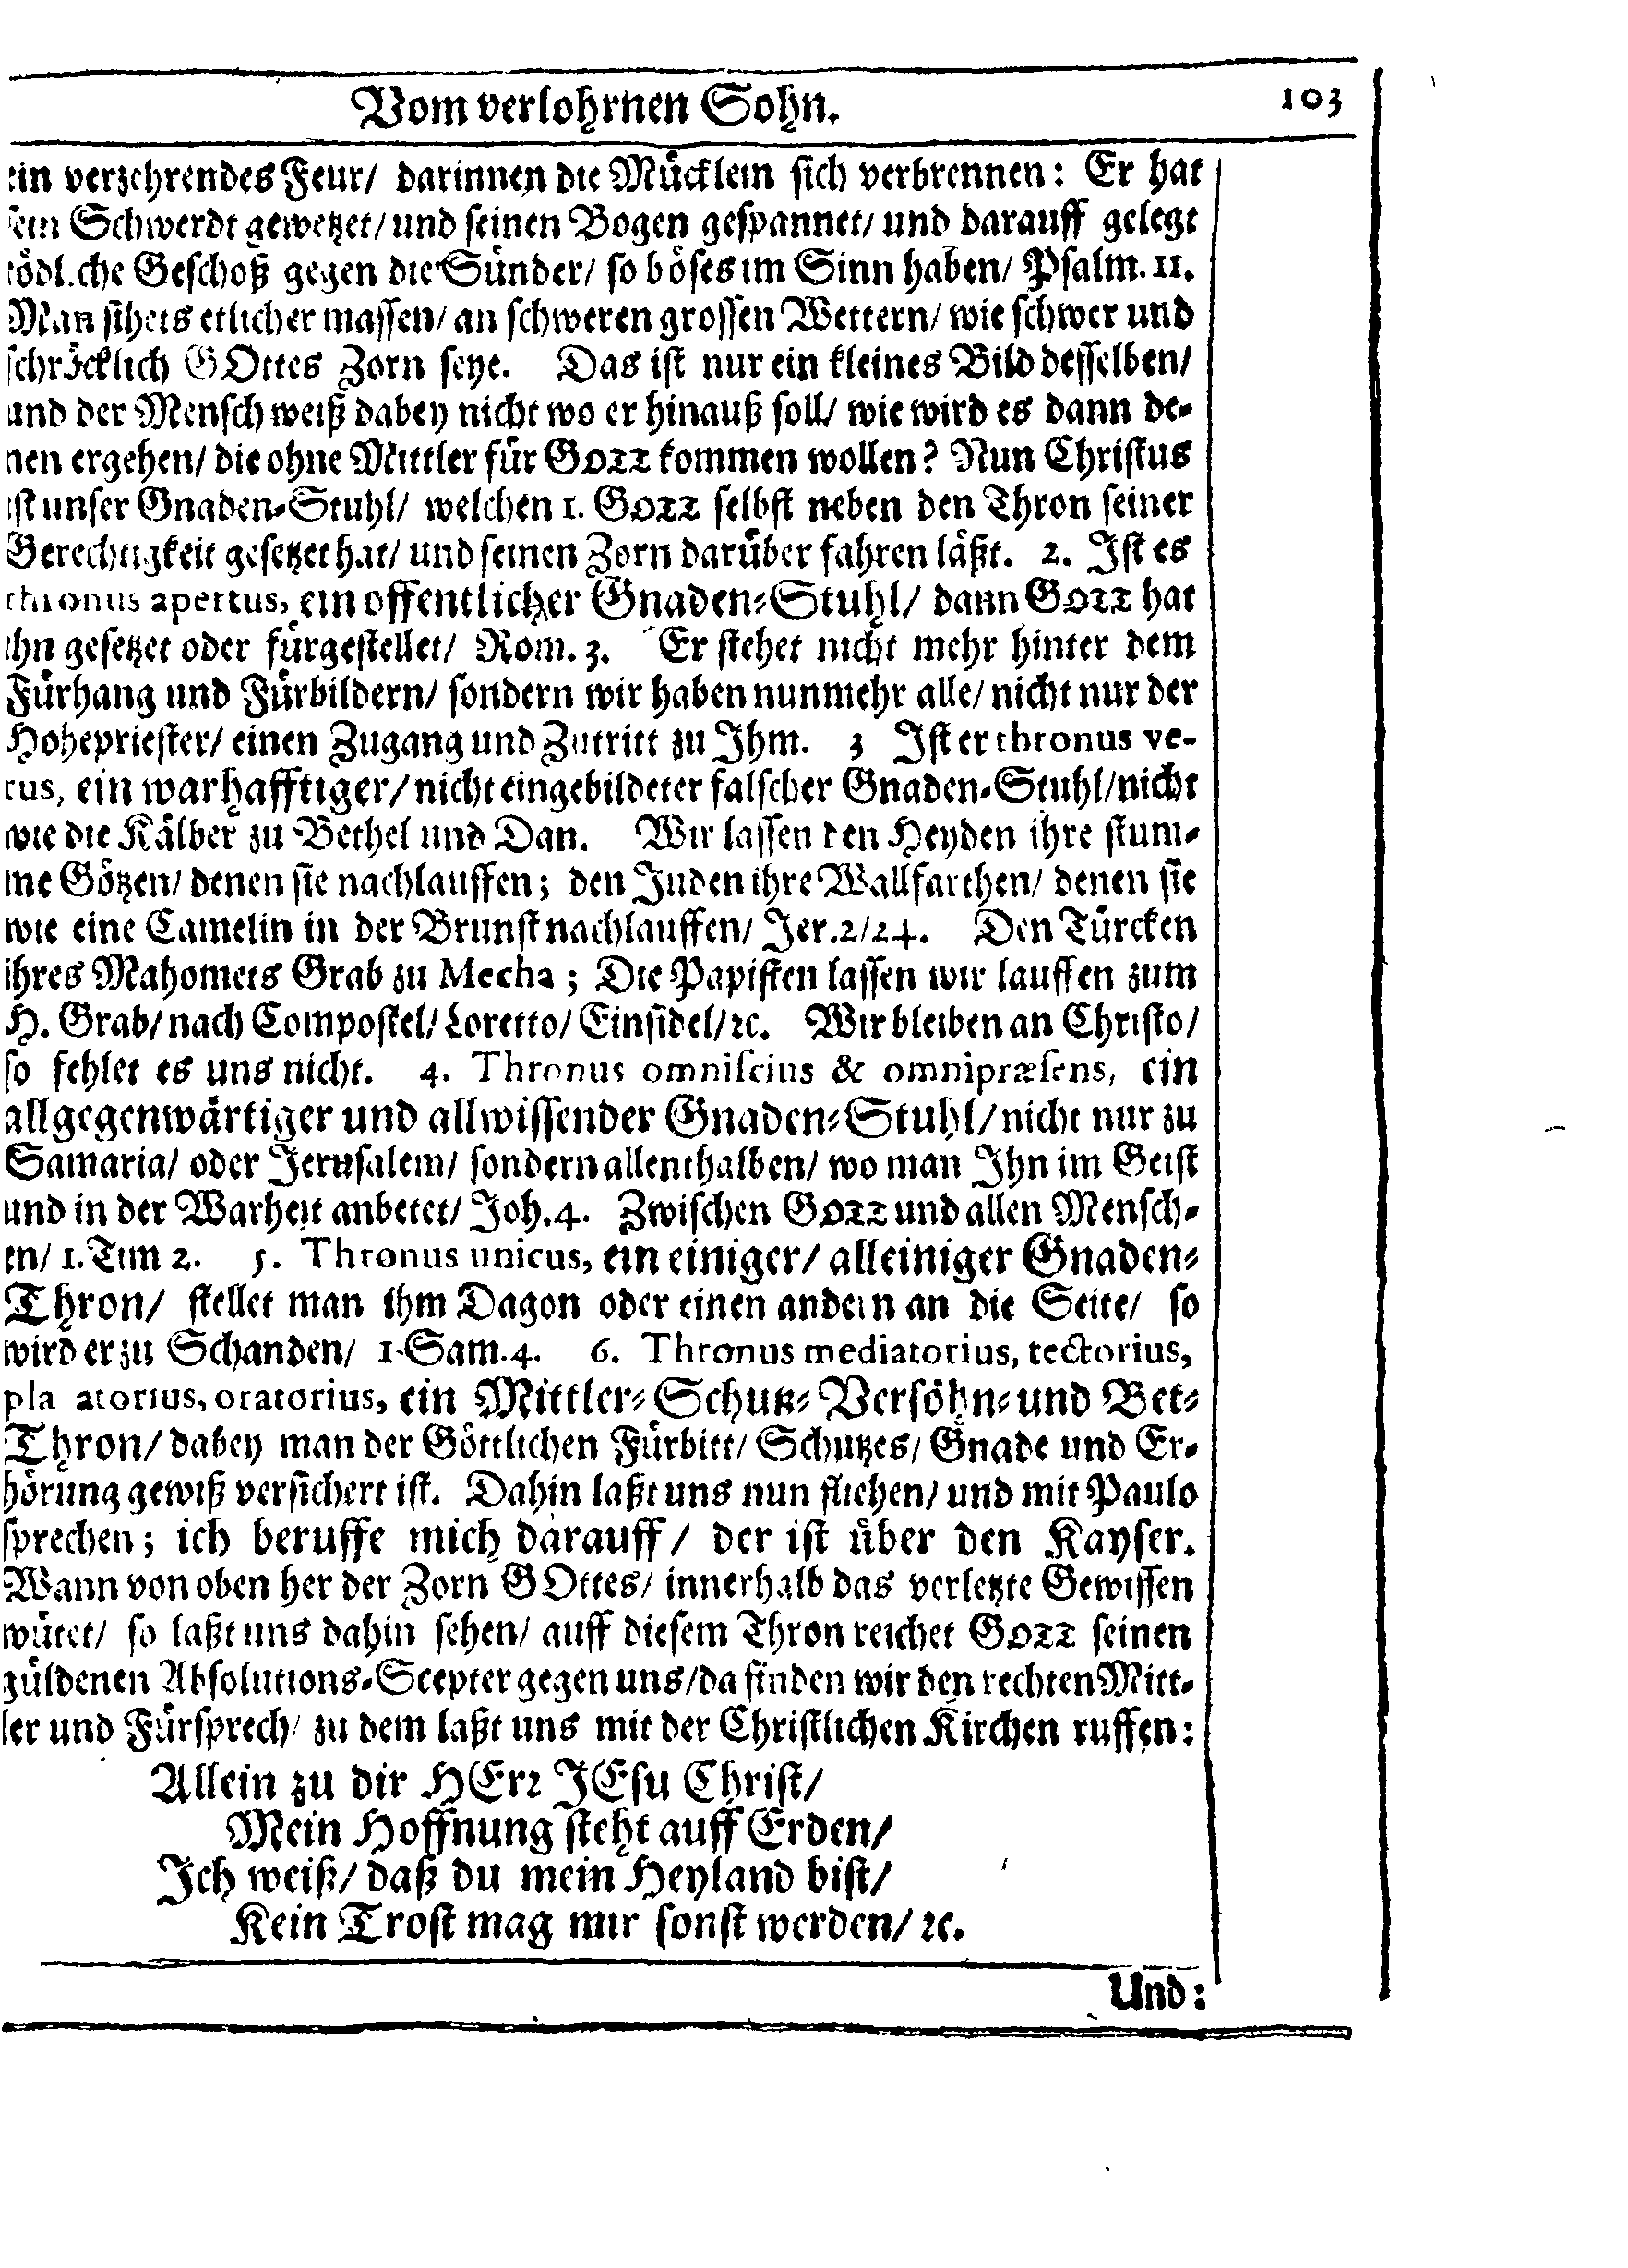 Vom verlohrnen Sohn. 103
ein verzehrendes Feur/ darinnen die Mücklein sich verbrennen: Er hat
sein Schwerdt gewetzet/ und seinen Bogen gespannet/ und darauff gelegt
tödliche Geschoß gegen die Sünder/ so böses im Sinn haben/ Psalm. 11.
Man sihets etlicher massen/ an schweren grossen Wettern/ wie schwer und
schröcklich GOttes Zorn seye. Das ist nur ein kleines Bild desselben/
und der Mensch weiß dabey nicht wo er hinauß soll/ wie wird es dann de-
nen ergehen/ die ohne Mittler für Gott kommen wollen? Nun Christus
ist unser Gnaden-Stuhl/ welchen 1. Gott selbst neben den Thron seiner
Gerechtigkeit gesetzet hat/ und seinen Zorn darüber fahren läßt. 2. Ist es
thronus apertus, ein offentlicher Gnaden-Stuhl/ dann Gott hat
ihn gesetzet oder fürgestellet/ Rom. 3. Er stehet nicht mehr hinter dem
Fürhang und Fürbildern/ sondern wir haben nunmehr alle/ nicht nur der
Hohepriester/ einen Zugang und Zutritt zu Ihm. 3 Ist er thronus ve-
rus, ein warhafftiger/ nicht eingebildeter falscher Gnaden-Stuhl/ nicht
wie die Kälber zu Bethel und Dan. Wir lassen den Heyden ihre stum-
me Götzen/ denen sie nachlauffen; den Juden ihre Wallfarthen/ denen sie
wie eine Camelin in der Brunst nachlauffen/ Jer. 2/24. Den Türcken
ihres Mahomets Grab zu Mecha; Die Papisten lassen wir lauffen zum
H. Grab/ nach Compostel/ Loretto/ Einsidel/ ꝛc. Wir bleiben an Christo/
so fehlet es uns nicht. 4. Thronus omniscius & omnipræsens, ein
allgegenwärtiger und allwissender Gnaden-Stuhl/ nicht nur zu
Samaria/ oder Jerusalem/ sondern allenthalben/ wo man Ihn im Geist
und in der Warheit anbetet/ Joh. 4. Zwischen Gott und allen Mensch-
en/ 1. Tim 2. 5. Thronus unicus, ein einiger/ alleiniger Gnaden-
Thron/ stellet man ihm Dagon oder einen andern an die Seite/ so
wird er zu Schanden/ 1. Sam. 4. 6. Thronus mediatorius, tectorius,
pla atorius, oratorius, ein Mittler-Schutz-Versöhn- und Bet-
Thron/ dabey man der Göttlichen Fürbitt/ Schutzes/ Gnade und Er-
hörung gewiß versichert ist. Dahin laßt uns nun fliehen/ und mit Paulo
sprechen; ich beruffe mich darauff/ der ist über den Kayser.
Wann von oben her der Zorn GOttes/ innerhalb das verletzte Gewissen
wütet/ so laßt uns dahin sehen/ auff diesem Thron reichet Gott seinen
güldenen Absolutions-Scepter gegen uns/ da finden wir den rechten Mitt-
ler und Fürsprech/ zu dem laßt uns mit der Christlichen Kirchen ruffen:
Allein zu dir HErr JEsu Christ/
Mein Hoffnung steht auff Erden/
Ich weiß/ daß du mein Heyland bist/
Kein Trost mag mir sonst werden/ ꝛc.
Und: